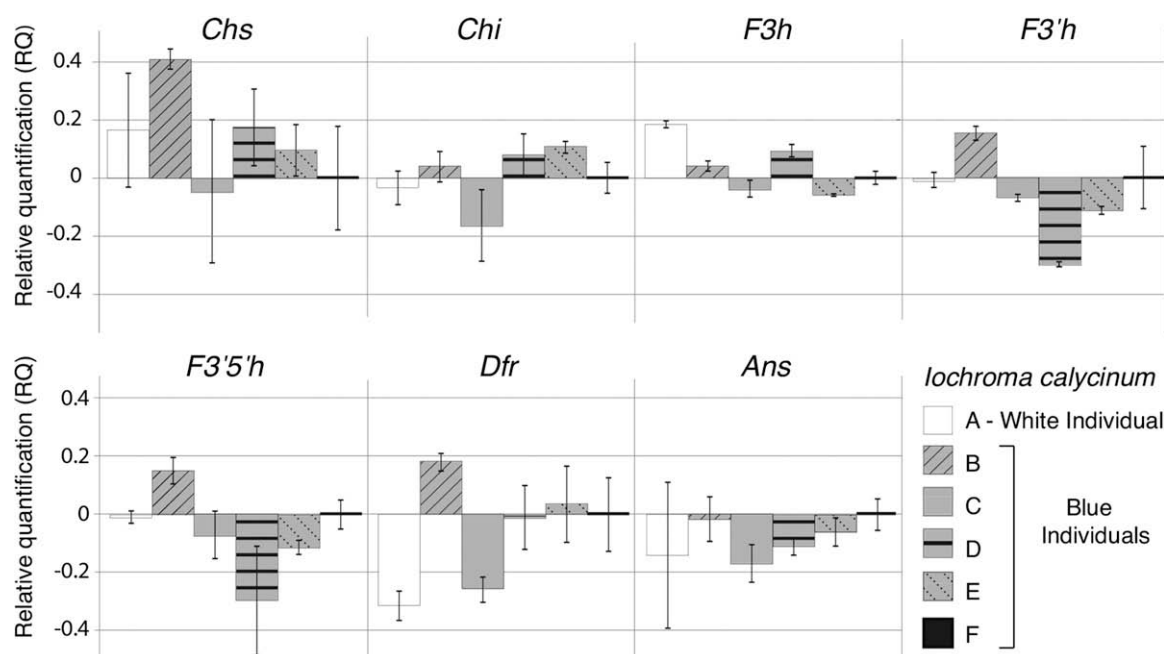 Chs Chi F3h F3'h
Relative quantification (RQ)
0.4
0.2
0
-0.2
-0.4
F3'5'h Dfr Ans
Relative quantification (RQ)
0.4
0.2
0
-0.2
-0.4
Iochroma calycinum
A - White Individual
B
C
D
E
F
Blue
Individuals